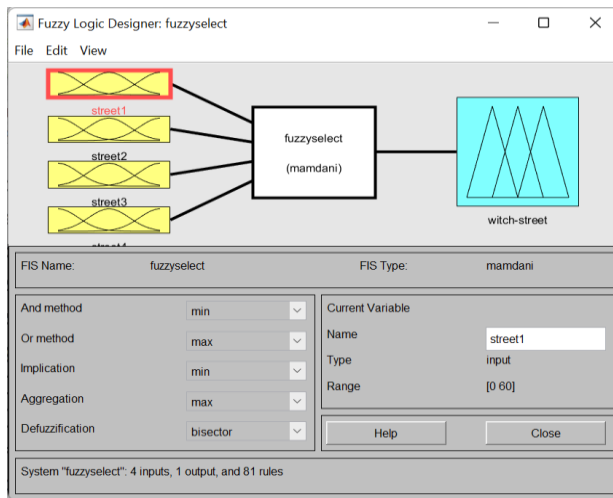 Fuzzy Logic Designer: fuzzyselect
File Edit View
street1
street2
street3
street4
fuzzyselect
(mamdani)
witch-street
FIS Name: fuzzyselect FIS Type: mamdani
And method min
Or method max
Implication min
Aggregation max
Defuzzification bisector
Current Variable
Name street1
Type input
Range [0 60]
Help Close
System "fuzzyselect": 4 inputs, 1 output, and 81 rules